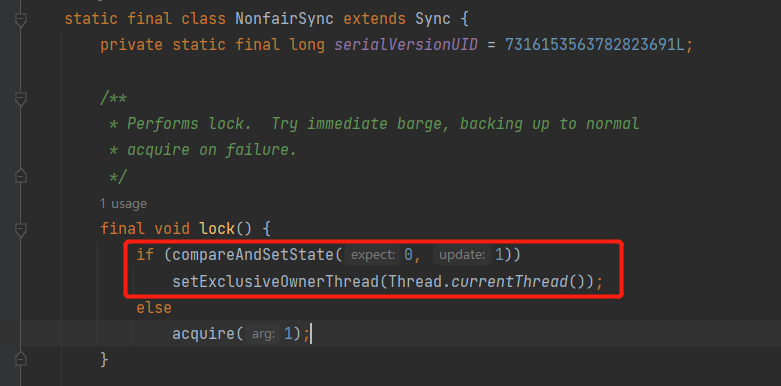 static final class NonfairSync extends Sync {
private static final long serialVersionUID = 7316153563782823691L;
/**
* Performs lock.  Try immediate barge, backing up to normal
* acquire on failure.
*/
1 usage
final void lock() {
if (compareAndSetState( expect: 0, update: 1))
setExclusiveOwnerThread(Thread.currentThread());
else
acquire( arg: 1);
}